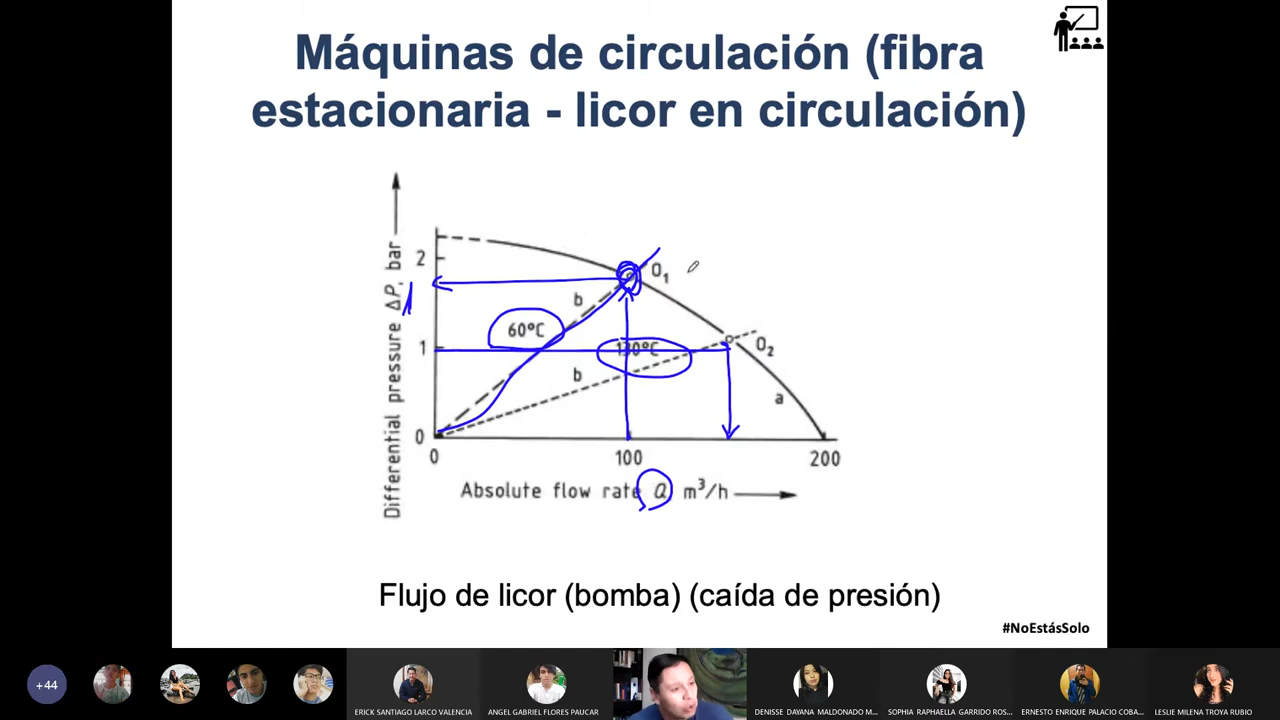 Máquinas de circulación (fibra
estacionaria - licor en circulación)
Differential pressure ΔP, bar
2
1
0
O₁
b
60°C
130°C
O₂
b
a
0
100
200
Absolute flow rate Q m³/h
Flujo de licor (bomba) (caída de presión)
#NoEstásSolo
+44
ERICK SANTIAGO LARCO VALENCIA
ANGEL GABRIEL FLORES PAUCAR
DENISSE DAYANA MALDONADO M...
SOPHIA RAPHAELLA GARRIDO ROS...
ERNESTO ENRIQUE PALACIO COBA...
LESLIE MILENA TROYA RUBIO